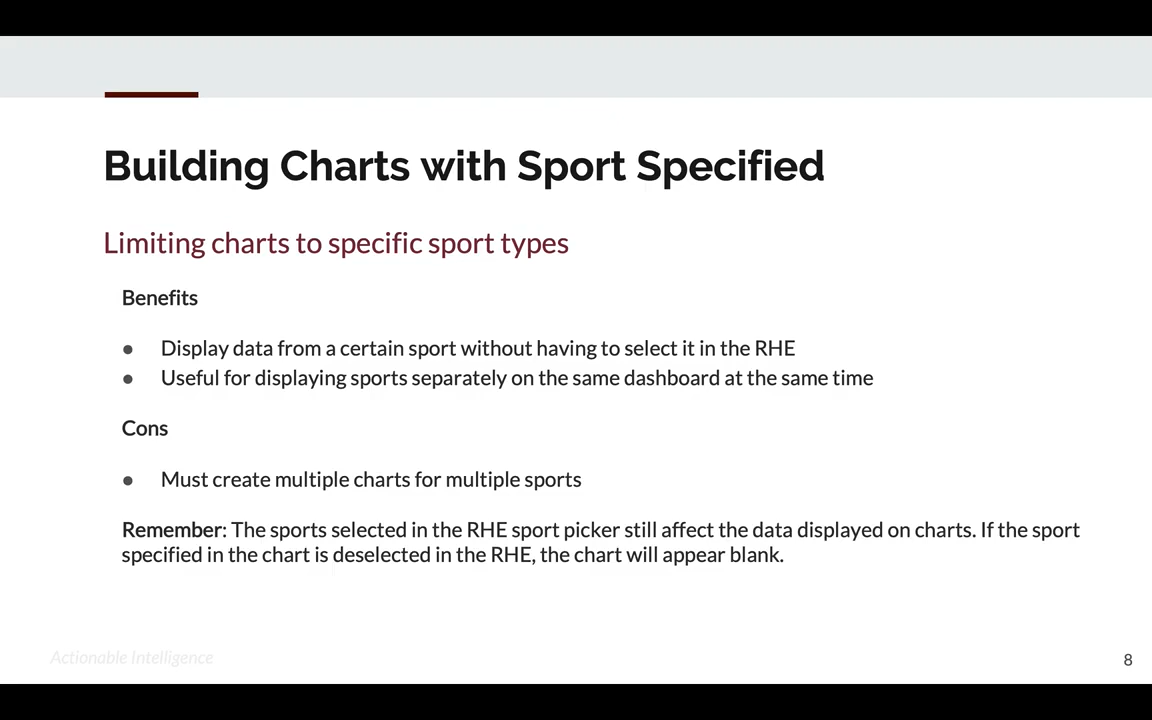 Building Charts with Sport Specified
Limiting charts to specific sport types
Benefits
● Display data from a certain sport without having to select it in the RHE
● Useful for displaying sports separately on the same dashboard at the same time
Cons
● Must create multiple charts for multiple sports
Remember: The sports selected in the RHE sport picker still affect the data displayed on charts. If the sport
specified in the chart is deselected in the RHE, the chart will appear blank.
Actionable Intelligence
8